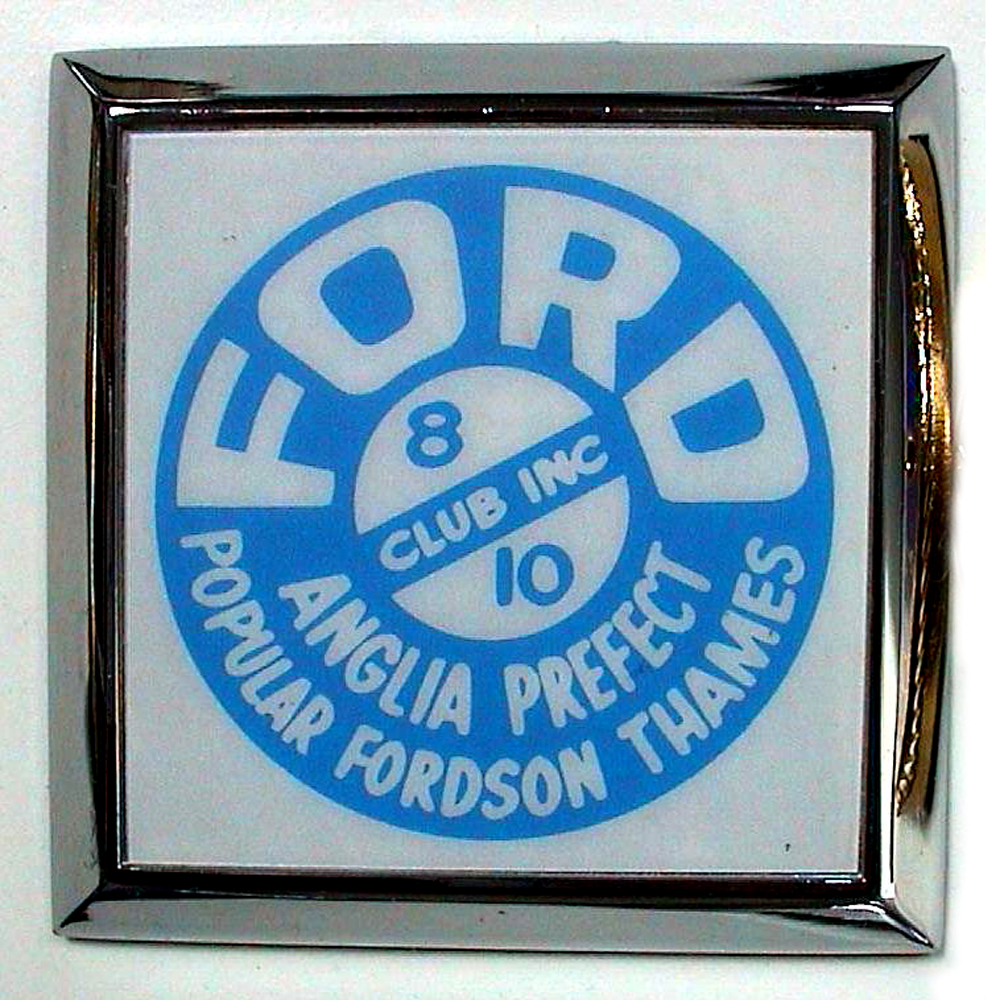 FORD
8
CLUB INC
10
ANGLIA PREFECT
POPULAR FORDSON THAMES